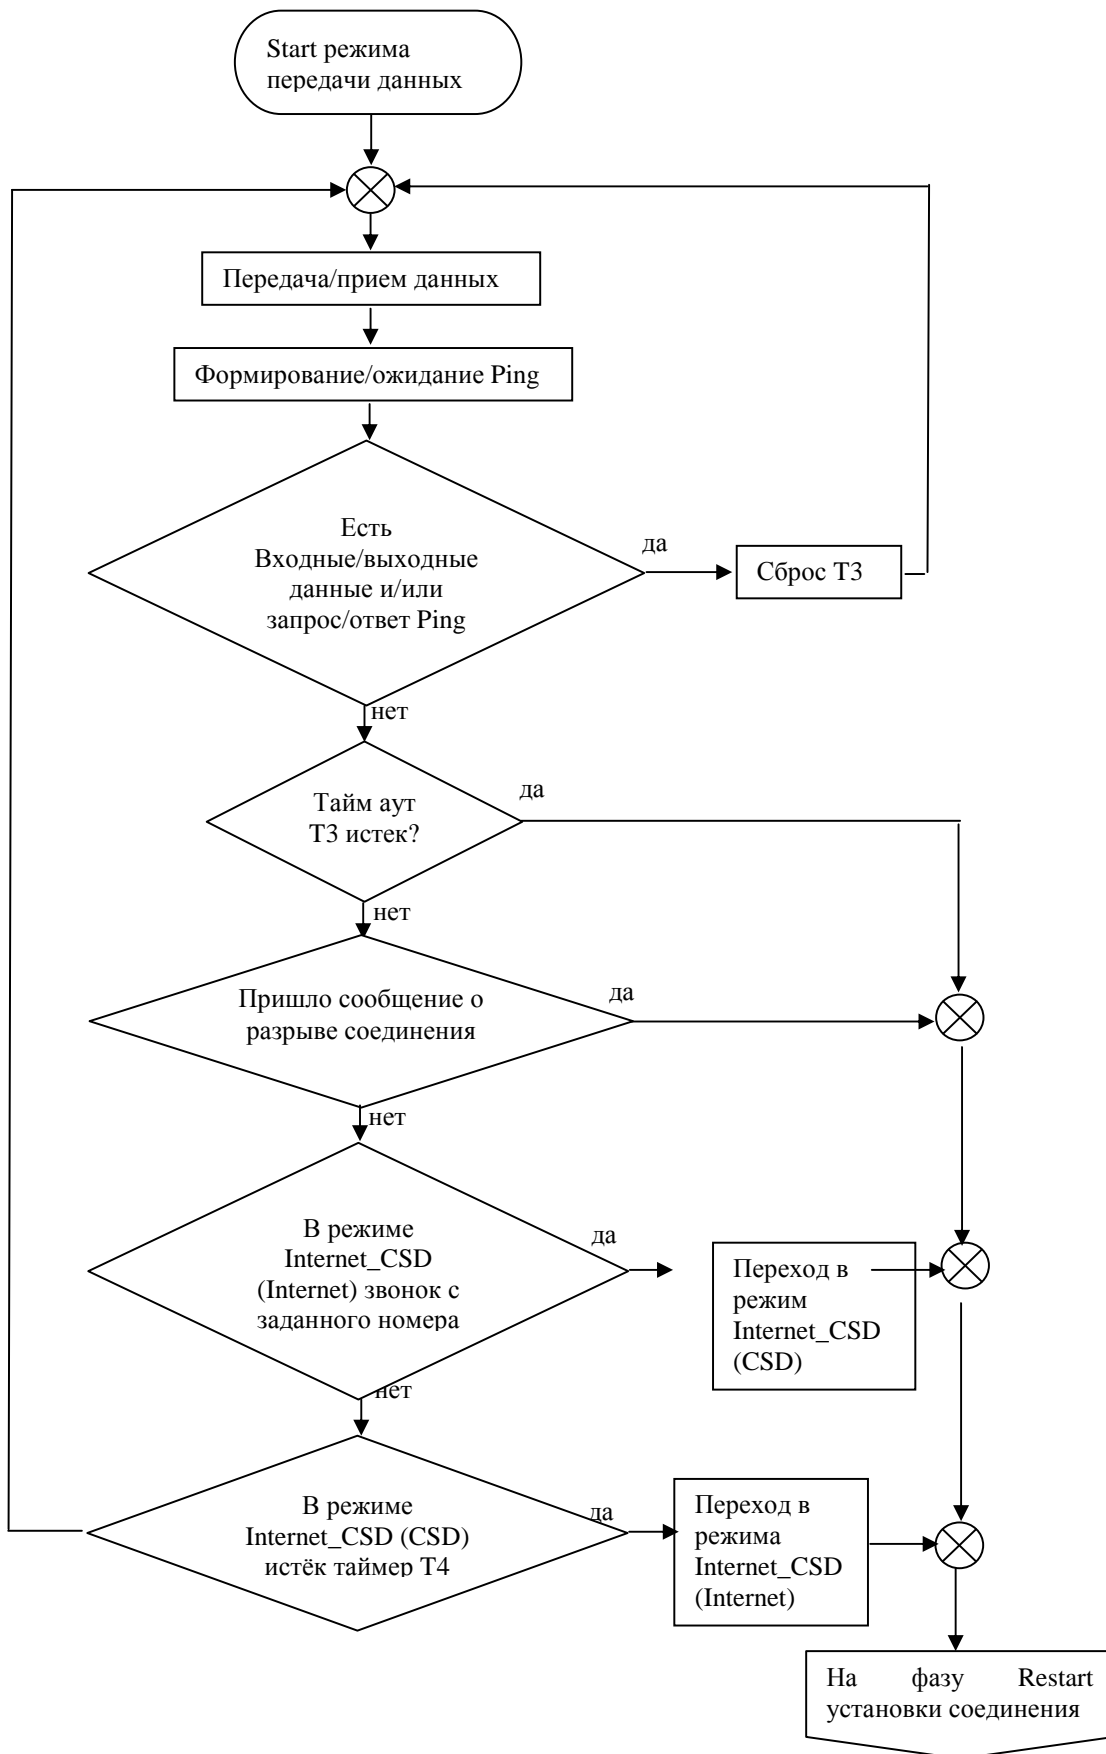 Start режима
передачи данных
Передача/прием данных
Формирование/ожидание Ping
Есть
Входные/выходные
данные и/или
запрос/ответ Ping
да
Сброс Т3
нет
Тайм аут
Т3 истек?
да
нет
Пришло сообщение о
разрыве соединения
да
нет
В режиме
Internet_CSD
(Internet) звонок с
заданного номера
да
Переход в
режим
Internet_CSD
(CSD)
нет
В режиме
Internet_CSD (CSD)
истёк таймер Т4
да
Переход в
режима
Internet_CSD
(Internet)
На фазу Restart
установки соединения